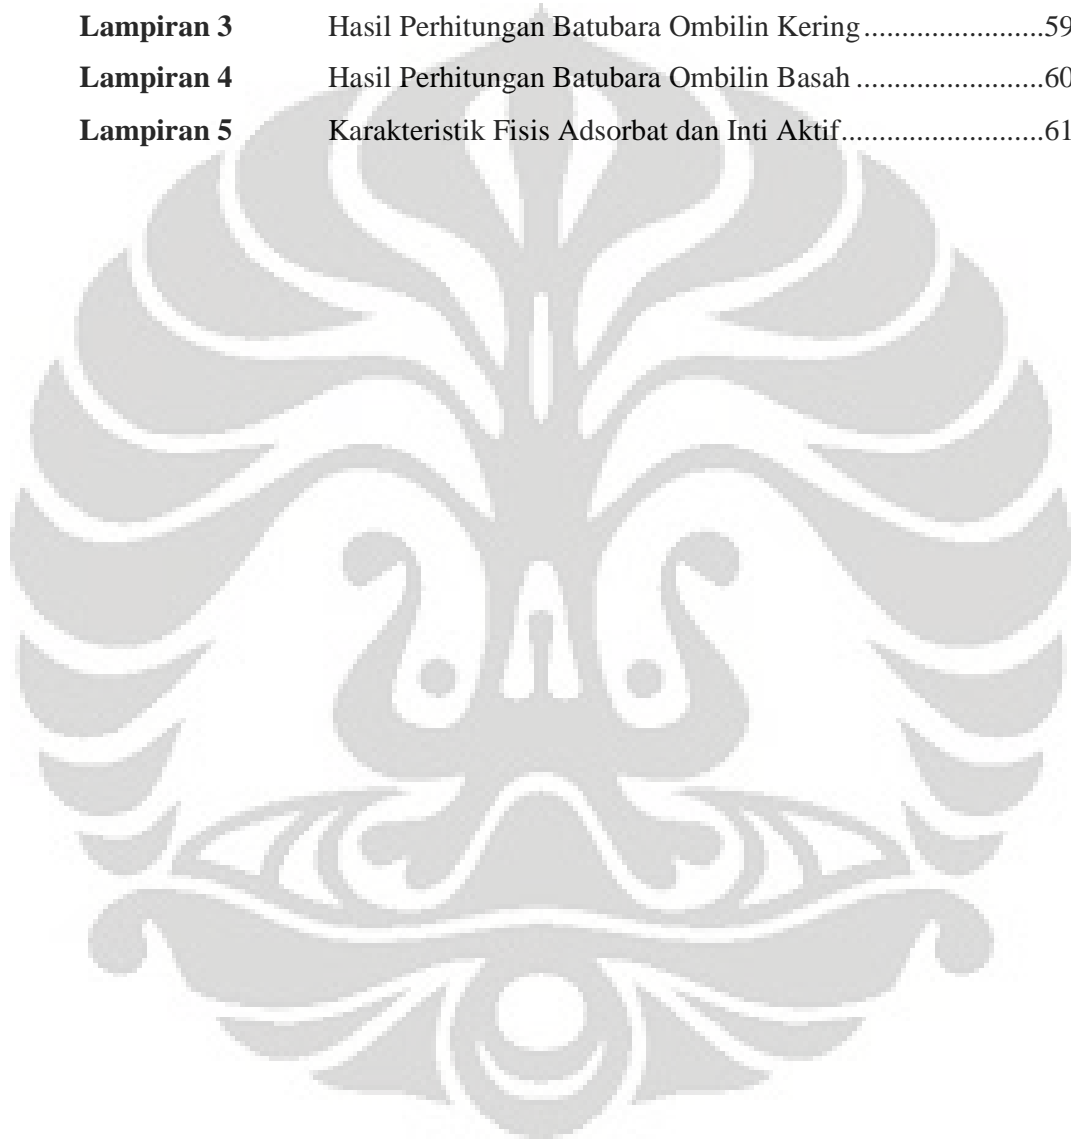 Lampiran 3 Hasil Perhitungan Batubara Ombilin Kering........................59
Lampiran 4 Hasil Perhitungan Batubara Ombilin Basah .........................60
Lampiran 5 Karakteristik Fisis Adsorbat dan Inti Aktif...........................61